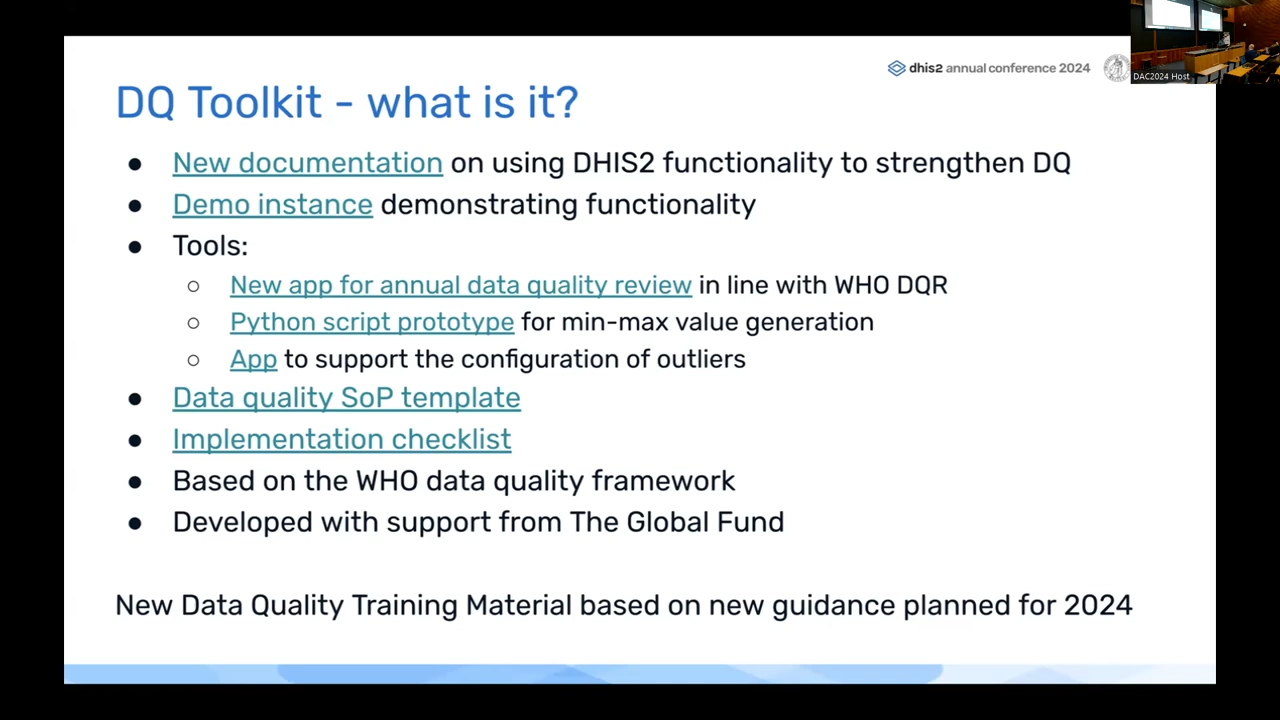 dhis2 annual conference 2024
DAC2024 Host
DQ Toolkit - what is it?
● New documentation on using DHIS2 functionality to strengthen DQ
● Demo instance demonstrating functionality
● Tools:
○ New app for annual data quality review in line with WHO DQR
○ Python script prototype for min-max value generation
○ App to support the configuration of outliers
● Data quality SoP template
● Implementation checklist
● Based on the WHO data quality framework
● Developed with support from The Global Fund
New Data Quality Training Material based on new guidance planned for 2024